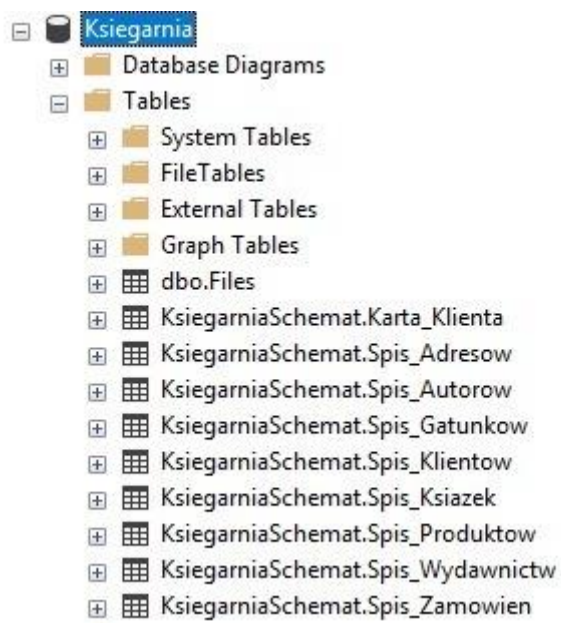 Ksiegarnia
Database Diagrams
Tables
System Tables
FileTables
External Tables
Graph Tables
dbo.Files
KsiegarniaSchemat.Karta_Klienta
KsiegarniaSchemat.Spis_Adresow
KsiegarniaSchemat.Spis_Autorow
KsiegarniaSchemat.Spis_Gatunkow
KsiegarniaSchemat.Spis_Klientow
KsiegarniaSchemat.Spis_Ksiazek
KsiegarniaSchemat.Spis_Produktow
KsiegarniaSchemat.Spis_Wydawnictw
KsiegarniaSchemat.Spis_Zamowien